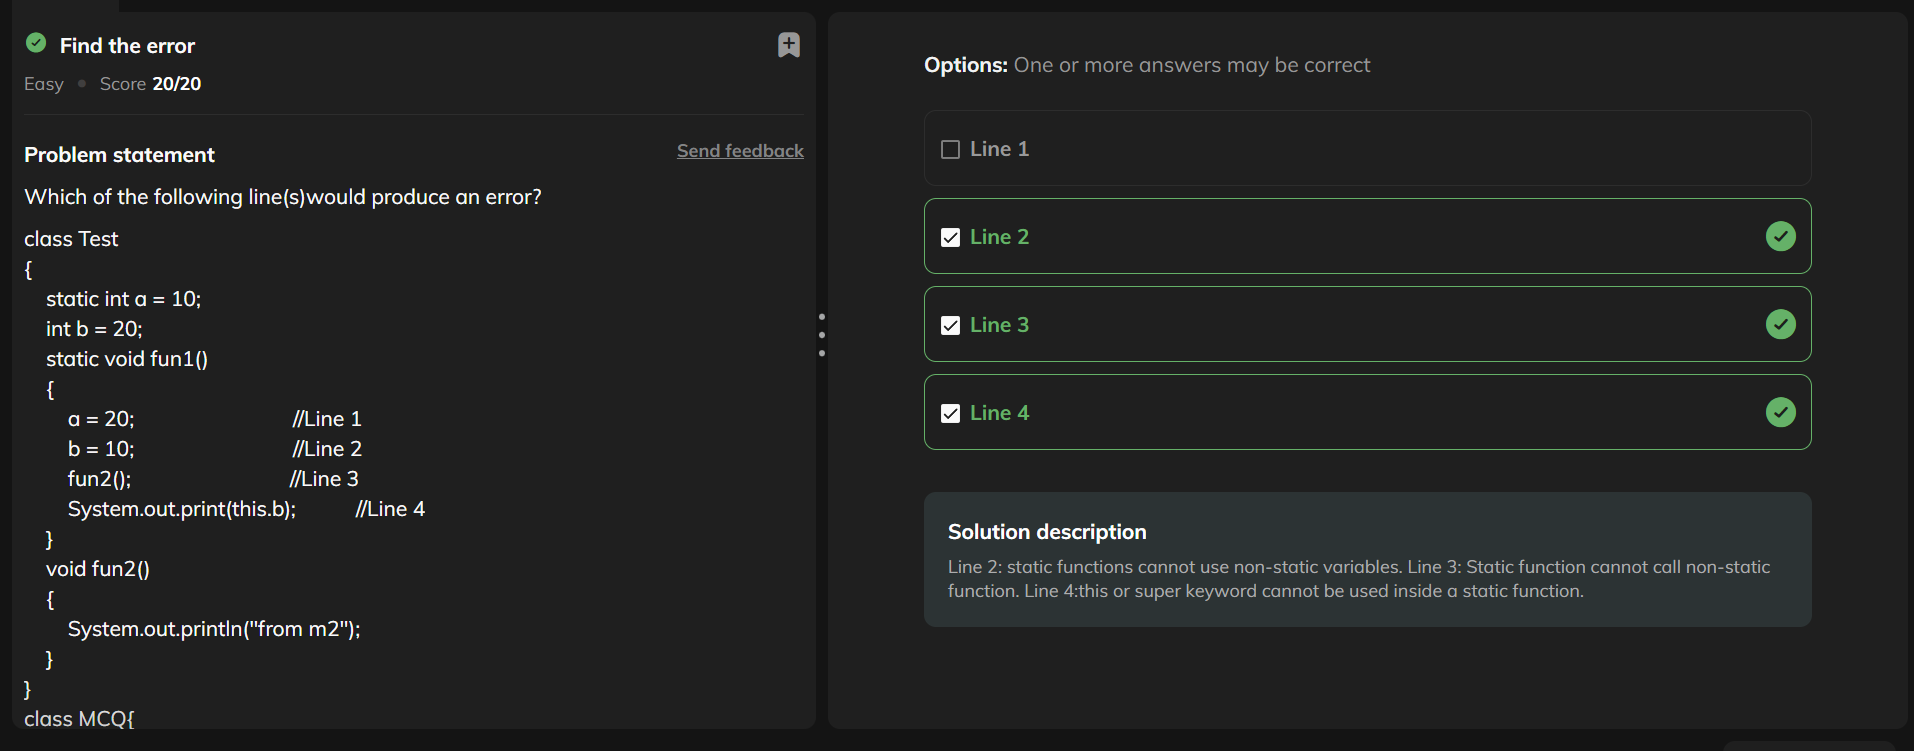 Find the error
Easy • Score 20/20
Problem statement
Send feedback
Which of the following line(s)would produce an error?
class Test
{
static int a = 10;
int b = 20;
static void fun1()
{
a = 20; //Line 1
b = 10; //Line 2
fun2(); //Line 3
System.out.print(this.b); //Line 4
}
void fun2()
{
System.out.println("from m2");
}
}
class MCQ{
Options: One or more answers may be correct
Line 1
Line 2
Line 3
Line 4
Solution description
Line 2: static functions cannot use non-static variables. Line 3: Static function cannot call non-static
function. Line 4:this or super keyword cannot be used inside a static function.